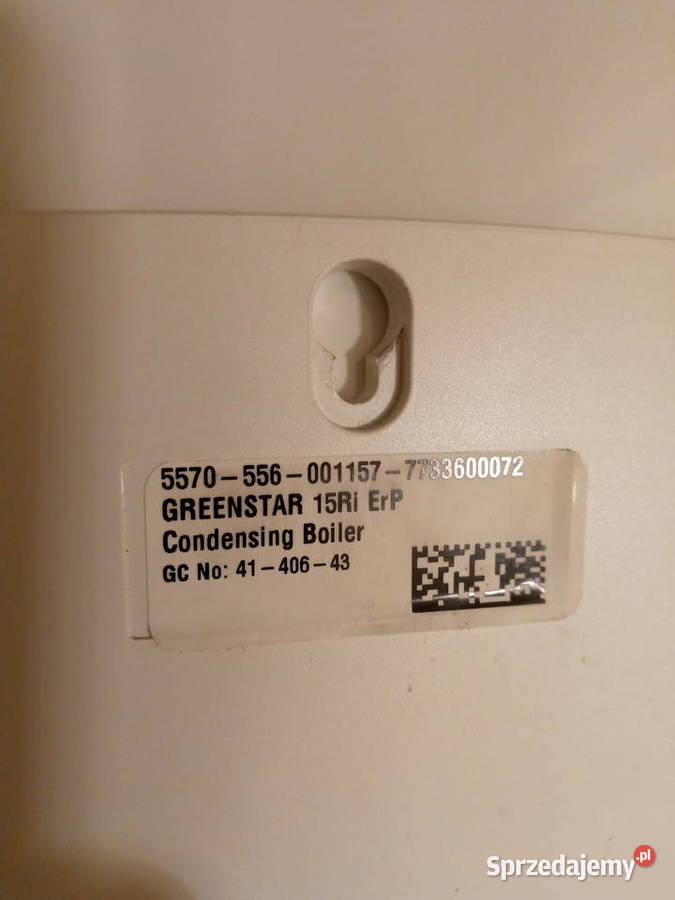 5570-556-001157-7733600072
GREENSTAR 15Ri ErP
Condensing Boiler
GC No: 41-406-43
Sprzedajemy.pl